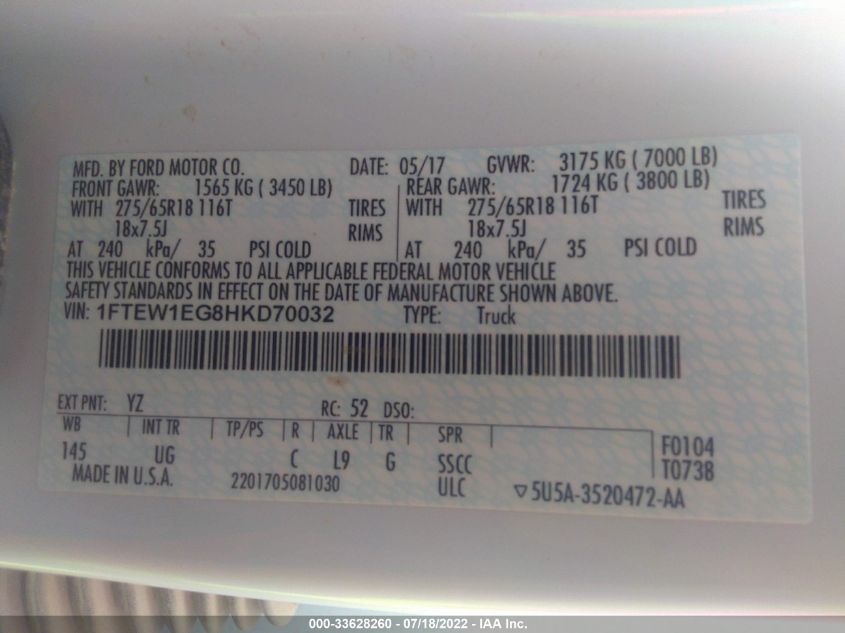 MFD. BY FORD MOTOR CO. DATE: 05/17 GVWR: 3175 KG ( 7000 LB)
FRONT GAWR: 1565 KG ( 3450 LB) REAR GAWR: 1724 KG ( 3800 LB)
WITH 275/65R18 116T TIRES WITH 275/65R18 116T TIRES
18x7.5J RIMS 18x7.5J RIMS
AT 240 kPa/ 35 PSI COLD AT 240 kPa/ 35 PSI COLD
THIS VEHICLE CONFORMS TO ALL APPLICABLE FEDERAL MOTOR VEHICLE
SAFETY STANDARDS IN EFFECT ON THE DATE OF MANUFACTURE SHOWN ABOVE.
VIN: 1FTEW1EG8HKD70032 TYPE: Truck
EXT PNT: YZ RC: 52 DSO:
WB INT TR TP/PS R AXLE TR SPR F0104
145 UG C L9 G SSCC T0738
MADE IN U.S.A. 2201705081030 ULC ▽5U5A-3520472-AA
000-33628260 - 07/18/2022 - IAA Inc.